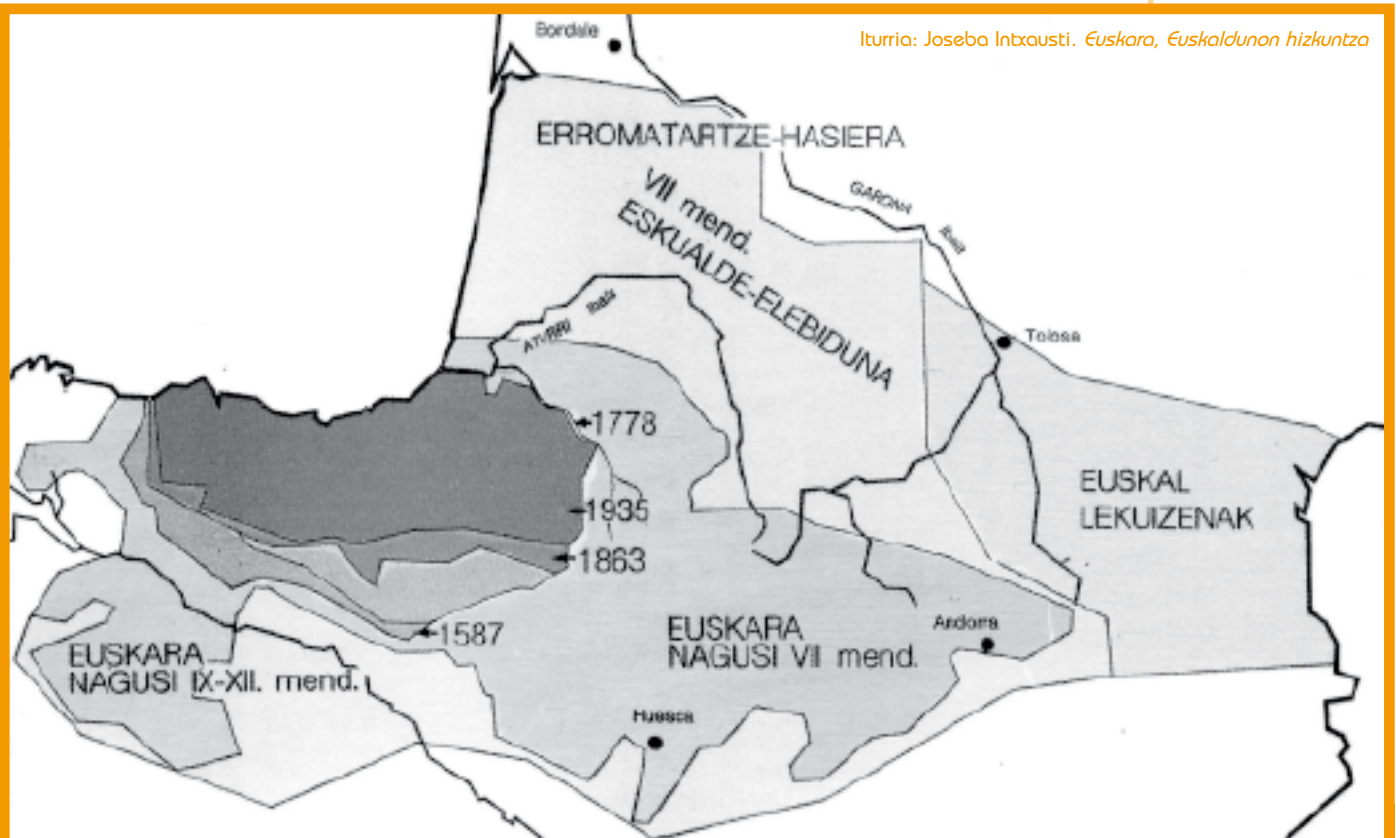 Bordale
Iturria: Joseba Intxausti. Euskara, Euskaldunon hizkuntza
ERROMATARTZE-HASIERA
VII mend.
ESKUALDE-ELEBIDUNA
GARONA Ibaia
ATURRI Ibaia
Tolosa
1778
1935
1863
1587
EUSKAL
LEKUIZENAK
EUSKARA
NAGUSI IX-XII. mend.
EUSKARA
NAGUSI VII mend.
Andorra
Huesca